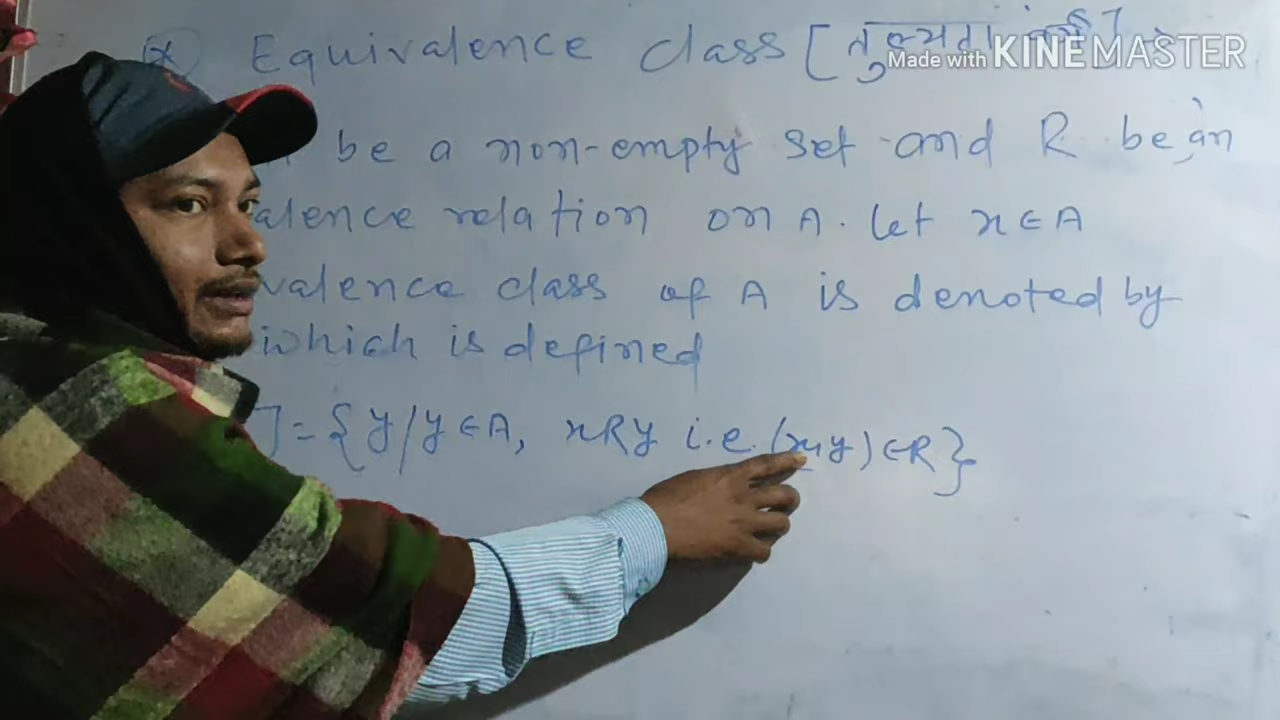 Equivalence class [तुल्यता वर्ग]
Made with KINEMASTER
be a non-empty set and R be an
alence relation on A. let x ∈ A
valence class of A is denoted by
which is defined
] = {y/y ∈ A, xRy i.e. (x,y) ∈ R}